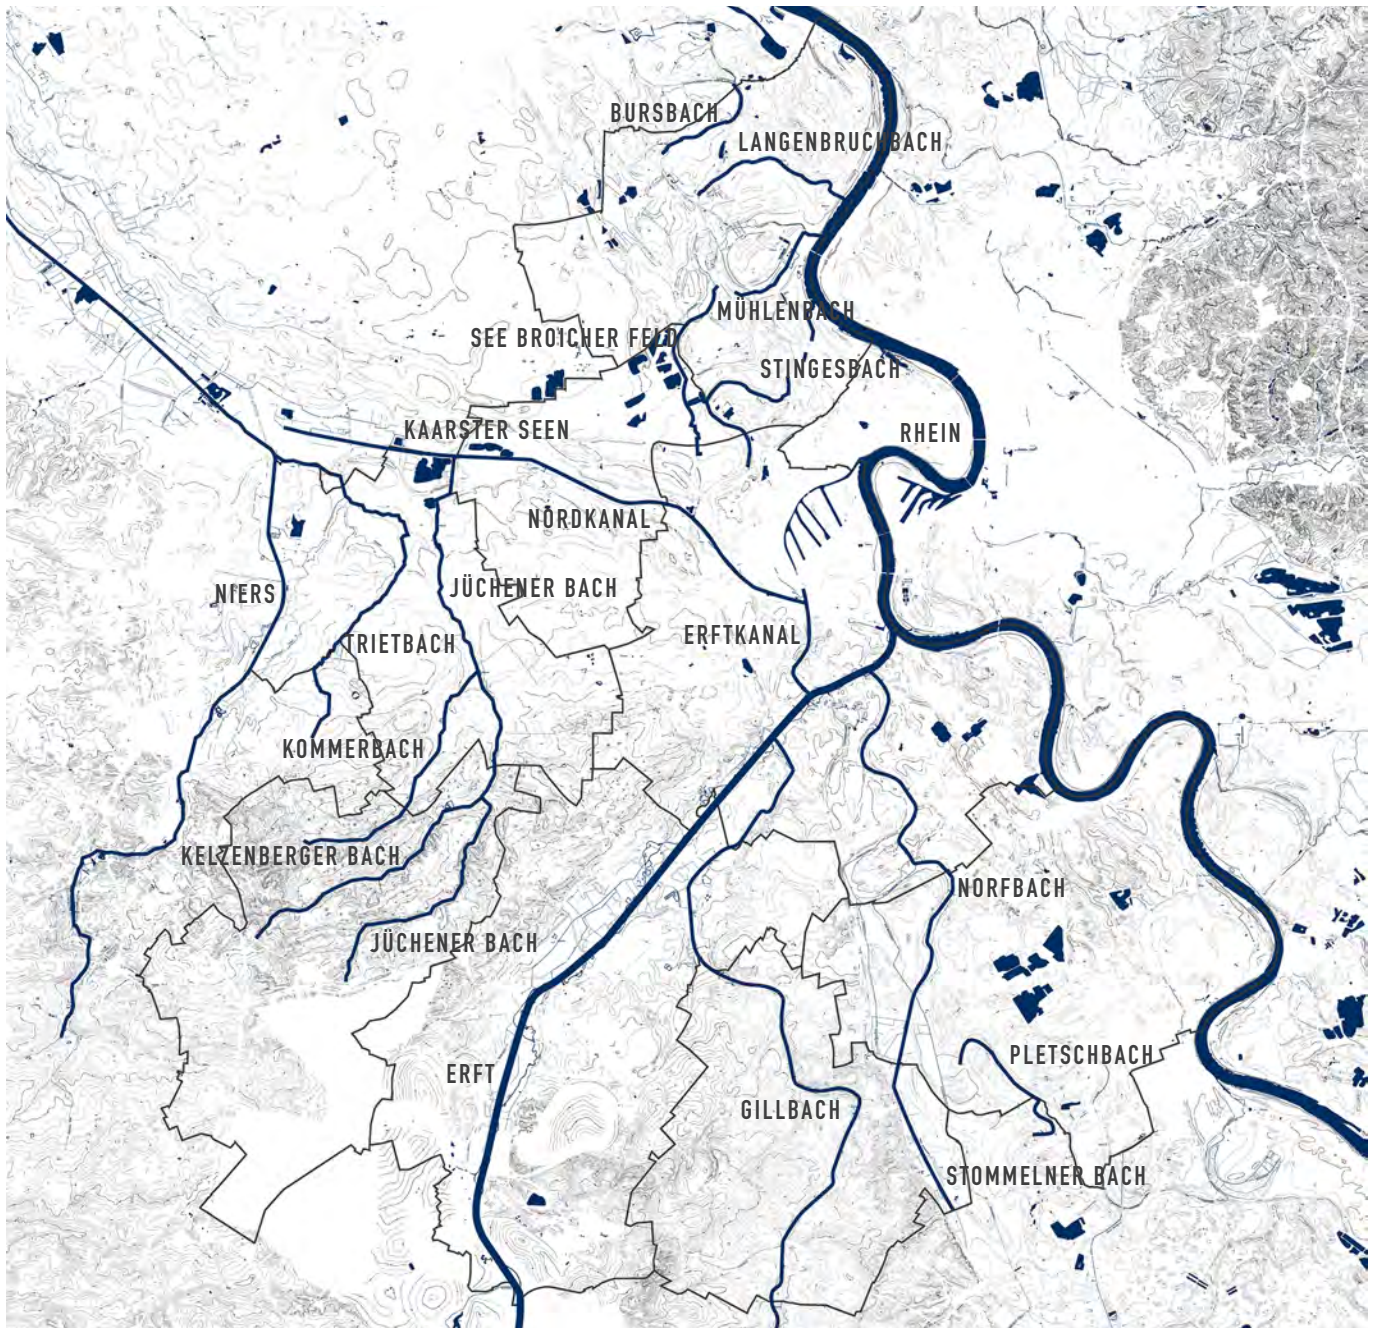 BURSBACH
LANGENBRUCHBACH
MÜHLENBACH
SEE BROICHER FELD
STINGESBACH
KAARSTER SEEN
RHEIN
NORDKANAL
NIERS
JÜCHENER BACH
TRIETBACH
ERFTKANAL
KOMMERBACH
KELZENBERGER BACH
NORFBACH
JÜCHENER BACH
PLETSCHBACH
ERFT
GILLBACH
STOMMELNER BACH